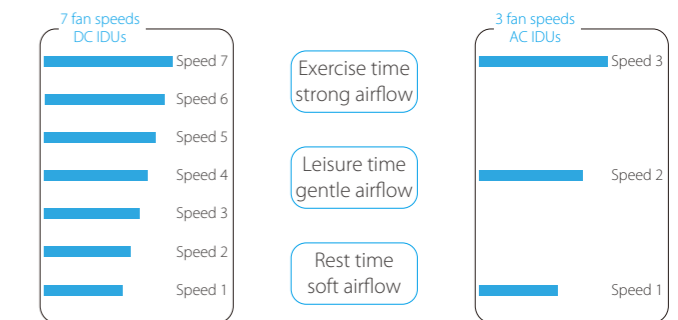 7 fan speeds
DC IDUs
Speed 7
Speed 6
Speed 5
Speed 4
Speed 3
Speed 2
Speed 1
Exercise time
strong airflow
Leisure time
gentle airflow
Rest time
soft airflow
3 fan speeds
AC IDUs
Speed 3
Speed 2
Speed 1